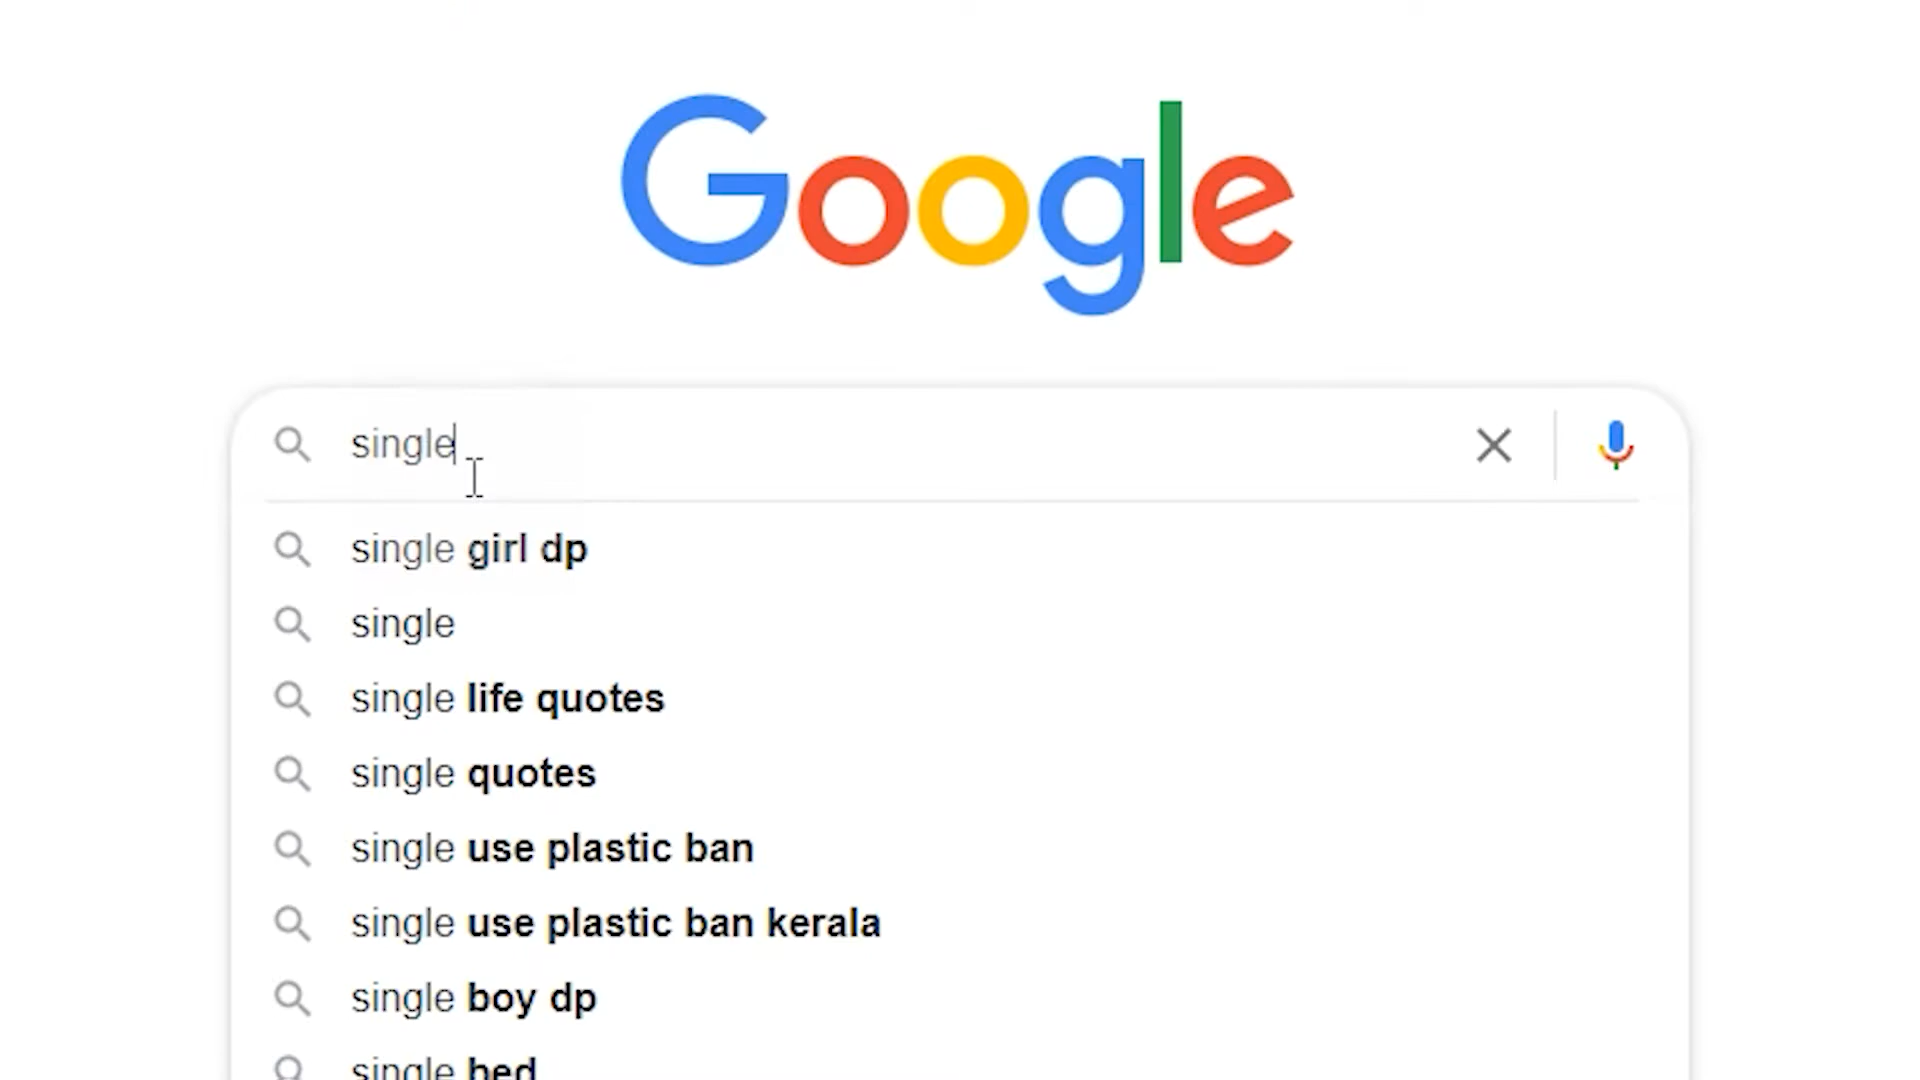 Google
single
single girl dp
single
single life quotes
single quotes
single use plastic ban
single use plastic ban kerala
single boy dp
single bed